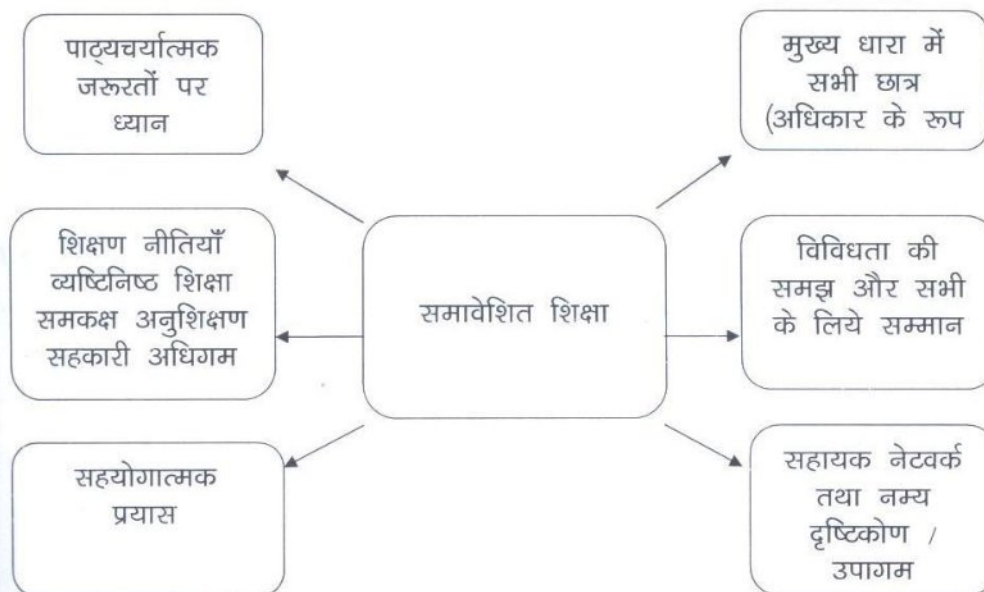 पाठ्यचर्यात्मक
जरूरतों पर
ध्यान
मुख्य धारा में
सभी छात्र
(अधिकार के रूप
शिक्षण नीतियाँ
व्यष्टिनिष्ठ शिक्षा
समकक्ष अनुशिक्षण
सहकारी अधिगम
समावेशित शिक्षा
विविधता की
समझ और सभी
के लिये सम्मान
सहयोगात्मक
प्रयास
सहायक नेटवर्क
तथा नम्य
दृष्टिकोण /
उपागम